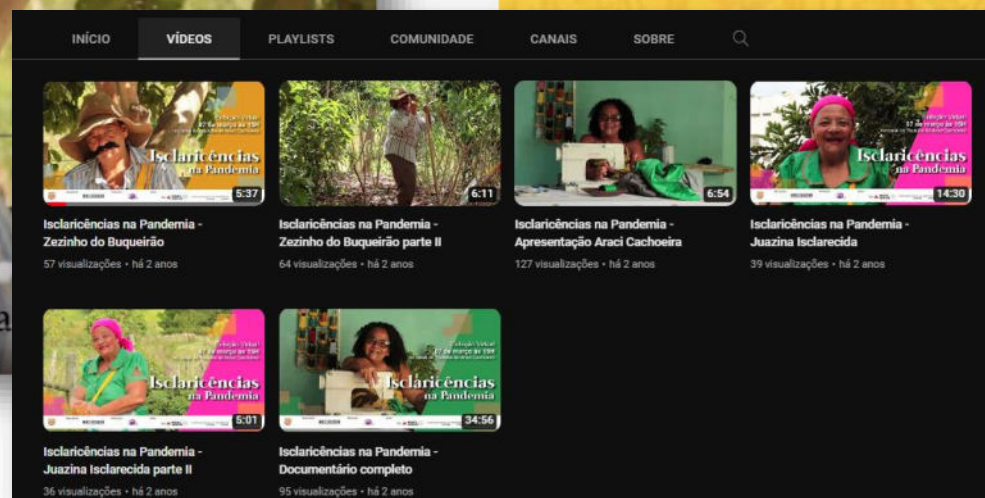 INÍCIO VÍDEOS PLAYLISTS COMUNIDADE CANAIS SOBRE
Isclaricências
na Pandemia
5:37
6:11
6:54
Isclaricências
na Pandemia
14:30
Isclaricências na Pandemia -
Zezinho do Buqueirão
57 visualizações • há 2 anos
Isclaricências na Pandemia -
Zezinho do Buqueirão parte II
64 visualizações • há 2 anos
Isclaricências na Pandemia -
Apresentação Araci Cachoeira
127 visualizações • há 2 anos
Isclaricências na Pandemia -
Juazina Isclarecida
39 visualizações • há 2 anos
Isclaricências
na Pandemia
5:01
Isclaricências
na Pandemia
34:56
Isclaricências na Pandemia -
Juazina Isclarecida parte II
36 visualizações • há 2 anos
Isclaricências na Pandemia -
Documentário completo
95 visualizações • há 2 anos